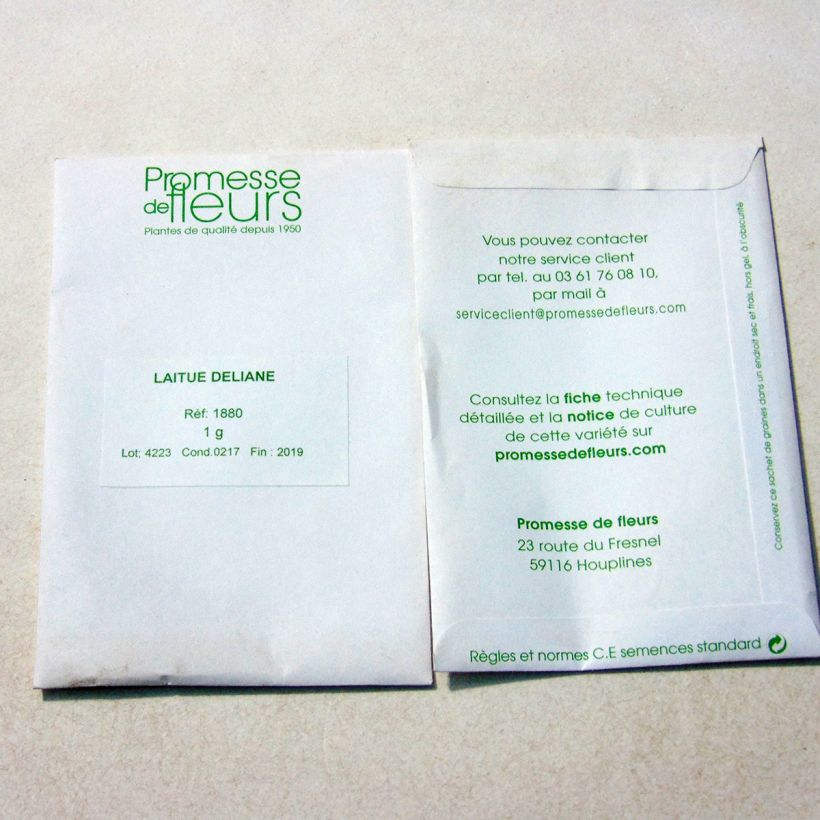 Promesse
de fleurs
Plantes de qualité depuis 1950
LAITUE DELIANE
Réf: 1880
1 g
Lot; 4223 Cond.0217 Fin : 2019
Vous pouvez contacter
notre service client
par tel. au 03 61 76 08 10,
par mail à
serviceclient@promessedefleurs.com
Consultez la fiche technique
détaillée et la notice de culture
de cette variété sur
promessedefleurs.com
Promesse de fleurs
23 route du Fresnel
59116 Houplines
Règles et normes C.E semences standard
Conservez ce sachet de graines dans un endroit sec et frais, hors gel, à l'obscurité